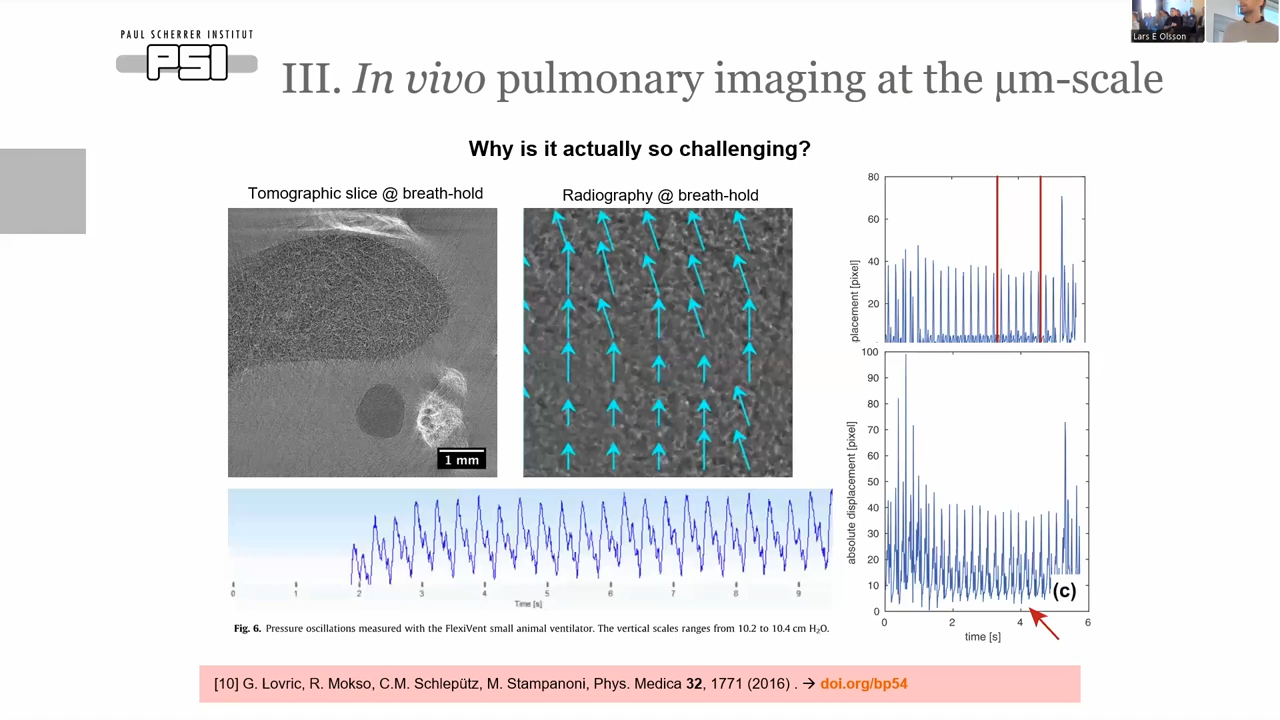 PAUL SCHERRER INSTITUT
PSI
Lars E Olsson
III. In vivo pulmonary imaging at the µm-scale
Why is it actually so challenging?
Tomographic slice @ breath-hold
Radiography @ breath-hold
1 mm
80
60
40
20
placement [pixel]
100
90
80
70
60
50
40
30
20
10
0
absolute displacement [pixel]
(c)
0 2 4 6
time [s]
0 1 2 3 4 5 6 7 8 9
Time [s]
Fig. 6. Pressure oscillations measured with the FlexiVent small animal ventilator. The vertical scales ranges from 10.2 to 10.4 cm H₂O.
[10] G. Lovric, R. Mokso, C.M. Schlepütz, M. Stampanoni, Phys. Medica 32, 1771 (2016) . → doi.org/bp54